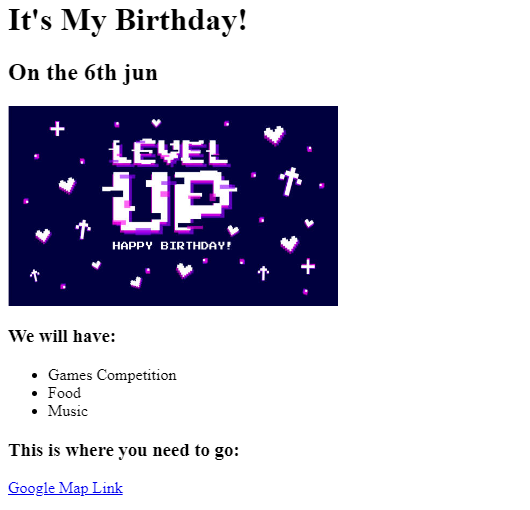 It's My Birthday!
On the 6th jun
LEVEL
UP
HAPPY BIRTHDAY!
We will have:
Games Competition
Food
Music
This is where you need to go:
Google Map Link